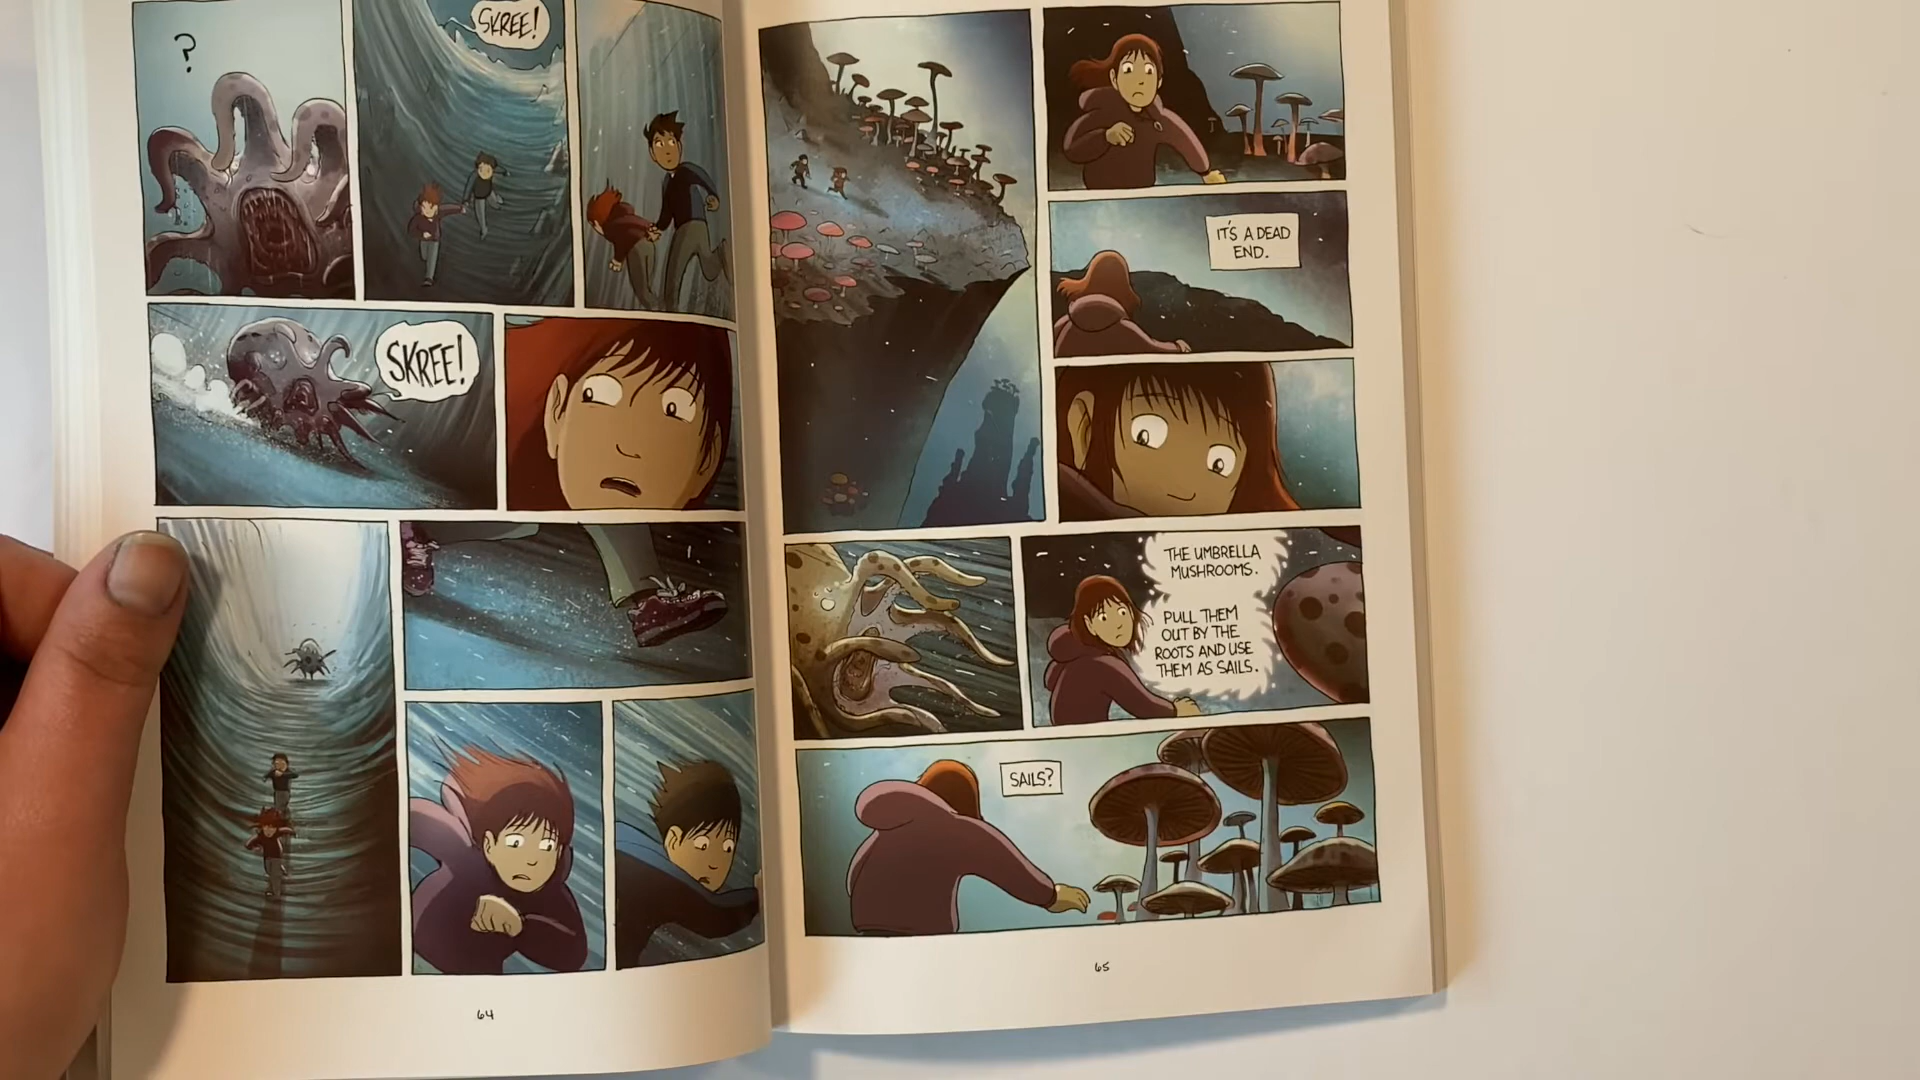 ?
SKREE!
SKREE!
64
IT'S A DEAD
END.
THE UMBRELLA
MUSHROOMS.
PULL THEM
OUT BY THE
ROOTS AND USE
THEM AS SAILS.
SAILS?
65